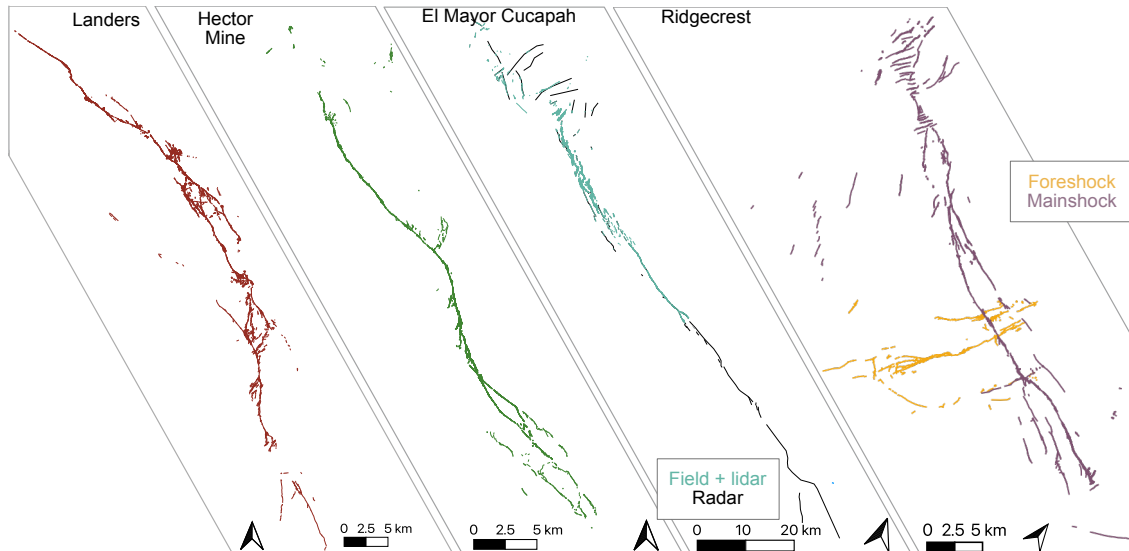 Landers
Hector
Mine
El Mayor Cucapah
Ridgecrest
Foreshock
Mainshock
Field + lidar
Radar
0 2.5 5 km
0 2.5 5 km
0 10 20 km
0 2.5 5 km